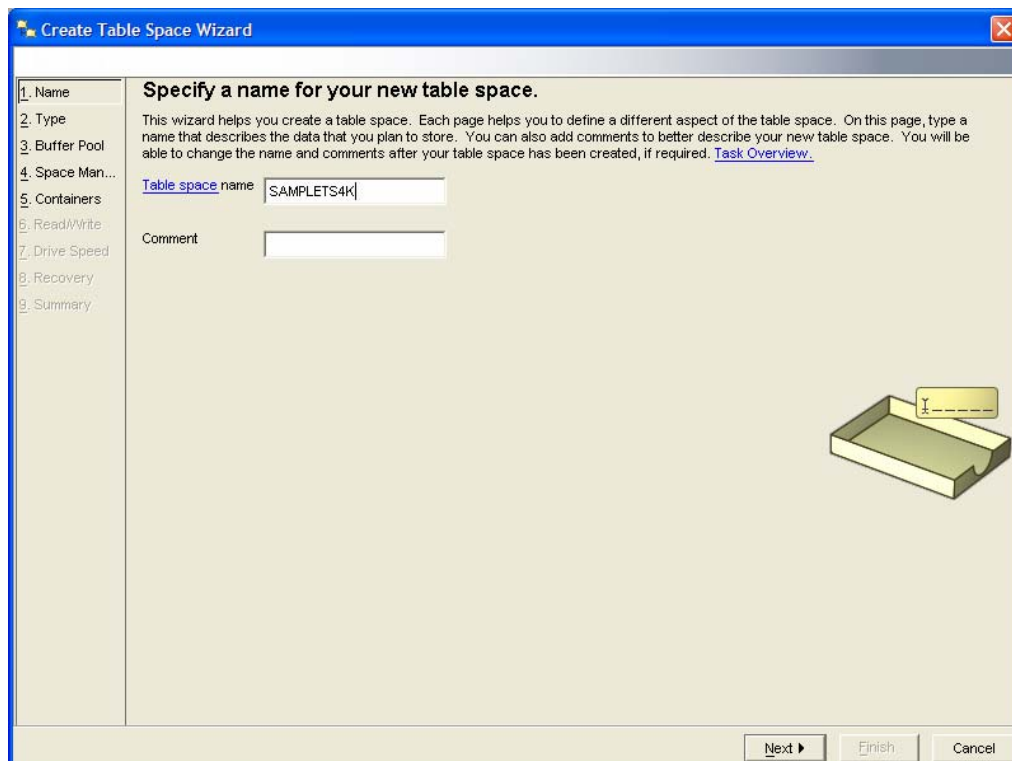 Create Table Space Wizard
1. Name
2. Type
3. Buffer Pool
4. Space Man...
5. Containers
6. Read/Write
7. Drive Speed
8. Recovery
9. Summary
Specify a name for your new table space.
This wizard helps you create a table space. Each page helps you to define a different aspect of the table space. On this page, type a
name that describes the data that you plan to store. You can also add comments to better describe your new table space. You will be
able to change the name and comments after your table space has been created, if required. Task Overview.
Table space name SAMPLETS4K
Comment
Next
Finish
Cancel